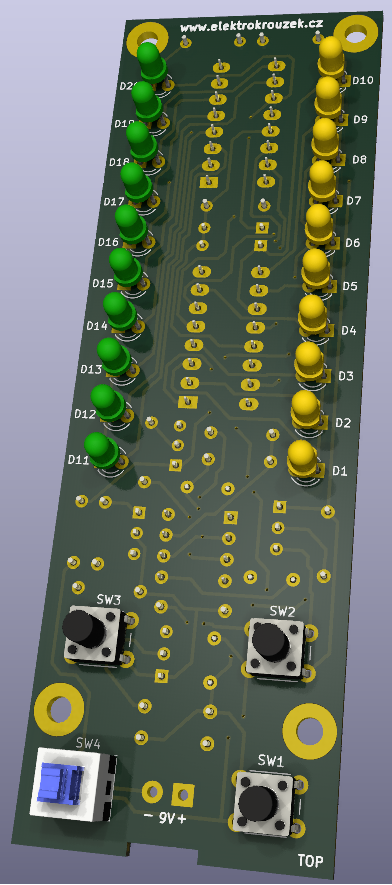 www.elektrokrouzek.cz
D20
D10
D19
D9
D18
D8
D17
D7
D16
D6
D15
D5
D14
D4
D13
D3
D12
D2
D11
D1
SW3
SW2
SW4
SW1
- 9V+
TOP